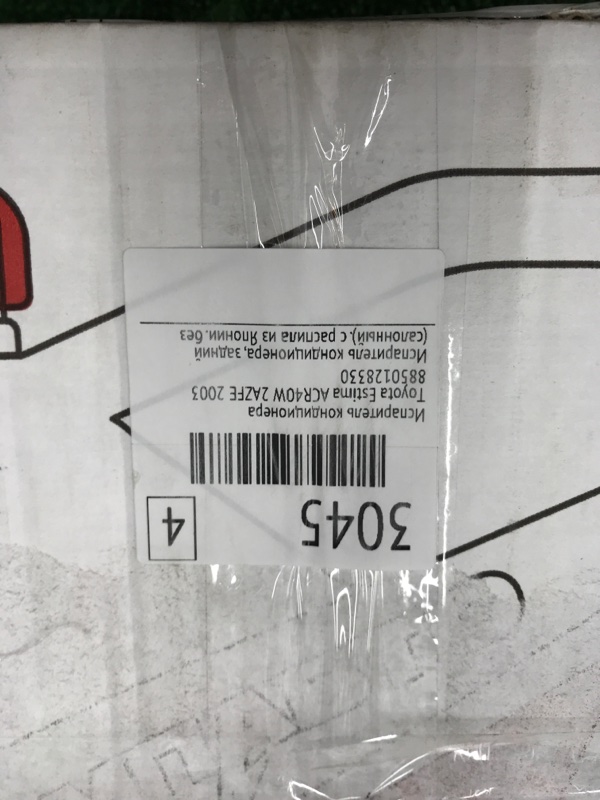 3045
4
Испаритель кондиционера
Toyota Estima ACR40W 2AZFE 2003
8850128330
Испаритель кондиционера, задний
(салонный), с распила из Японии. без